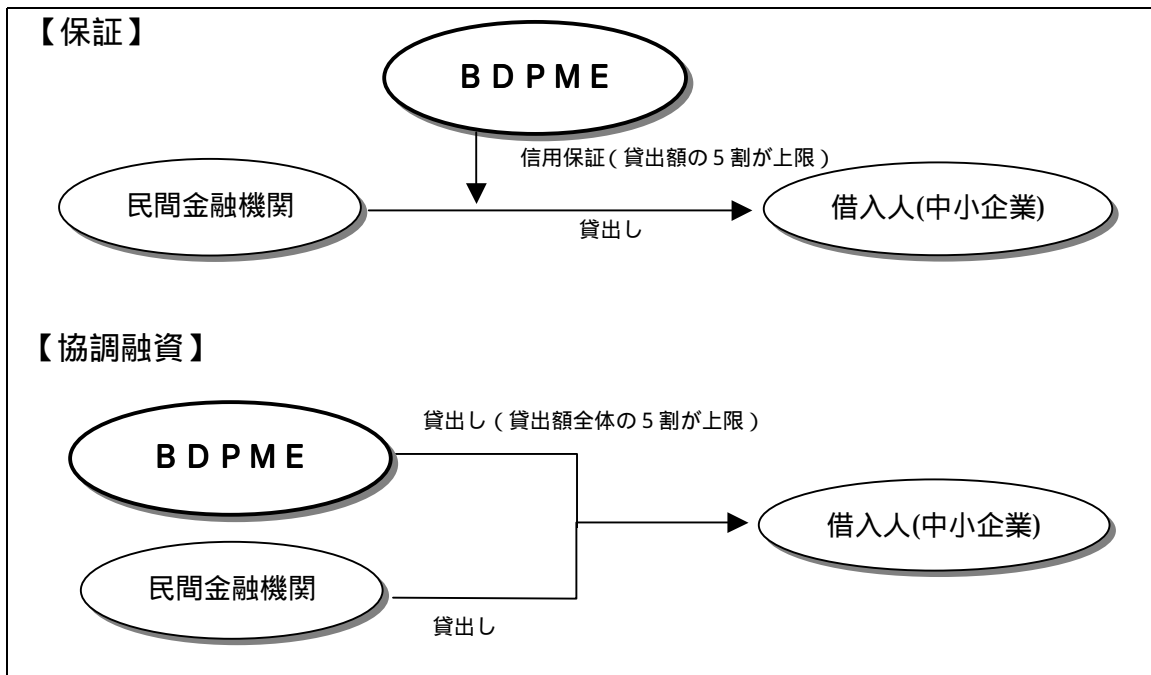 【保証】
ＢＤＰＭＥ
信用保証（貸出額の５割が上限）
民間金融機関
借入人(中小企業)
貸出し
【協調融資】
貸出し（貸出額全体の５割が上限）
ＢＤＰＭＥ
借入人(中小企業)
民間金融機関
貸出し